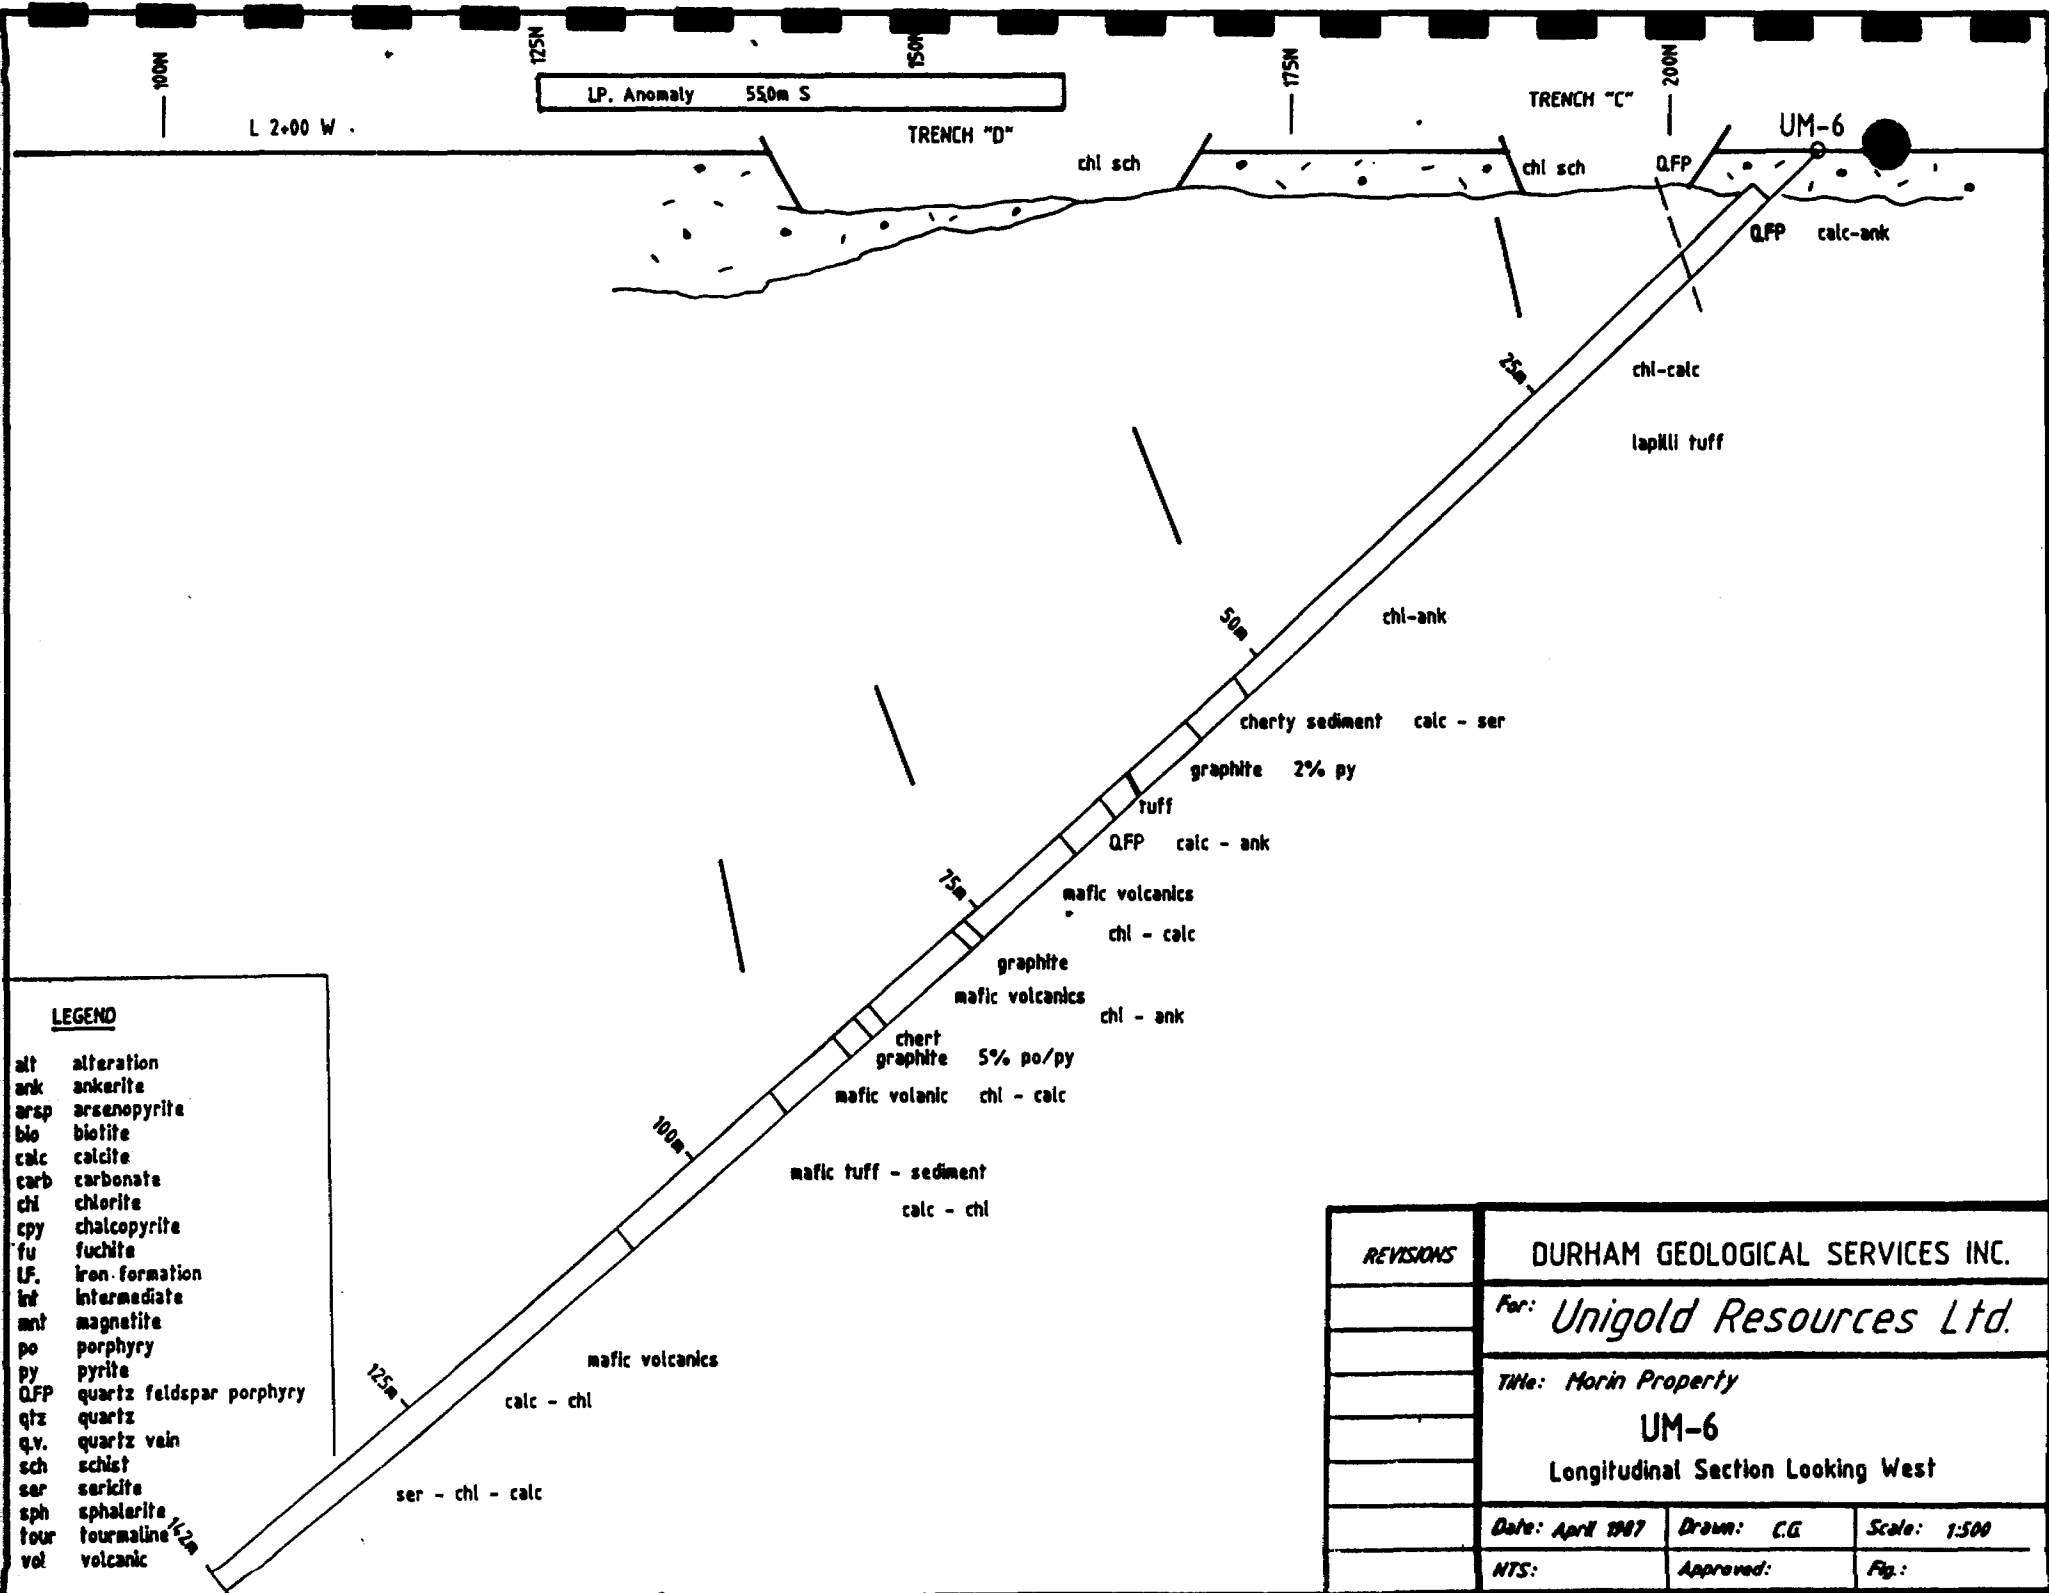 100N
125N
150N
175N
200N
I.P. Anomaly 55.0m S
L 2+00 W
TRENCH "D"
TRENCH "C"
UM-6
chl sch
chl sch
QFP
QFP calc-ank
25m
chl-calc
lapilli tuff
50m
chl-ank
cherty sediment calc - ser
graphite 2% py
tuff
QFP calc - ank
75m
mafic volcanics
chl - calc
graphite
mafic volcanics
chl - ank
chert
graphite 5% po/py
mafic volanic chl - calc
100m
mafic tuff - sediment
calc - chl
mafic volcanics
125m
calc - chl
ser - chl - calc
142m
LEGEND
alt alteration
ank ankerite
arsp arsenopyrite
bio biotite
calc calcite
carb carbonate
chl chlorite
cpy chalcopyrite
fu fuchite
I.F. iron formation
int intermediate
mnt magnetite
po porphyry
py pyrite
QFP quartz feldspar porphyry
qtz quartz
q.v. quartz vein
sch schist
ser sericite
sph sphalerite
tour tourmaline
vol volcanic
REVISIONS
DURHAM GEOLOGICAL SERVICES INC.
For: Unigold Resources Ltd.
Title: Morin Property
UM-6
Longitudinal Section Looking West
Date: April 1987 Drawn: C.G. Scale: 1:500
NTS: Approved: Fig.: